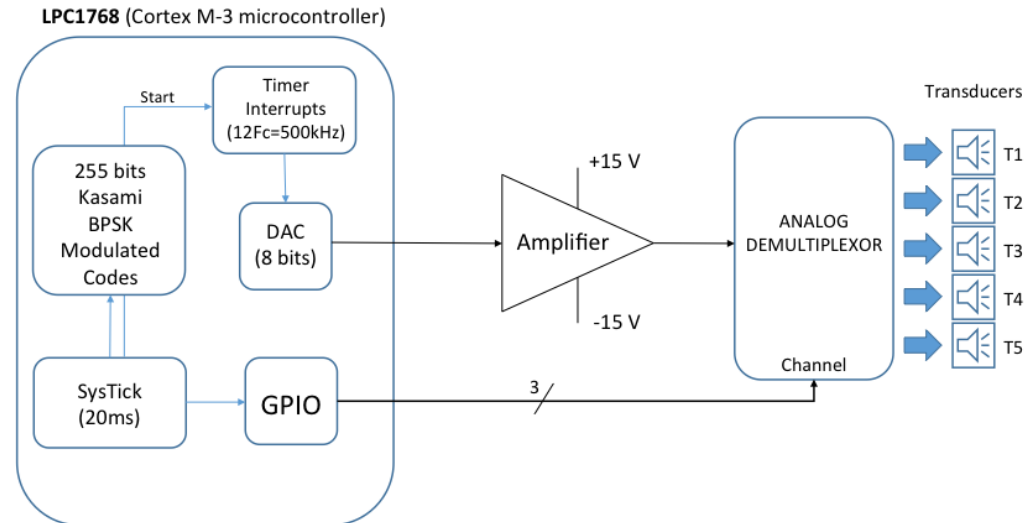 LPC1768 (Cortex M-3 microcontroller)
Timer
Interrupts
(12Fc=500kHz)
Start
255 bits
Kasami
BPSK
Modulated
Codes
DAC
(8 bits)
SysTick
(20ms)
GPIO
+15 V
Amplifier
-15 V
3
ANALOG
DEMULTIPLEXOR
Channel
Transducers
T1
T2
T3
T4
T5